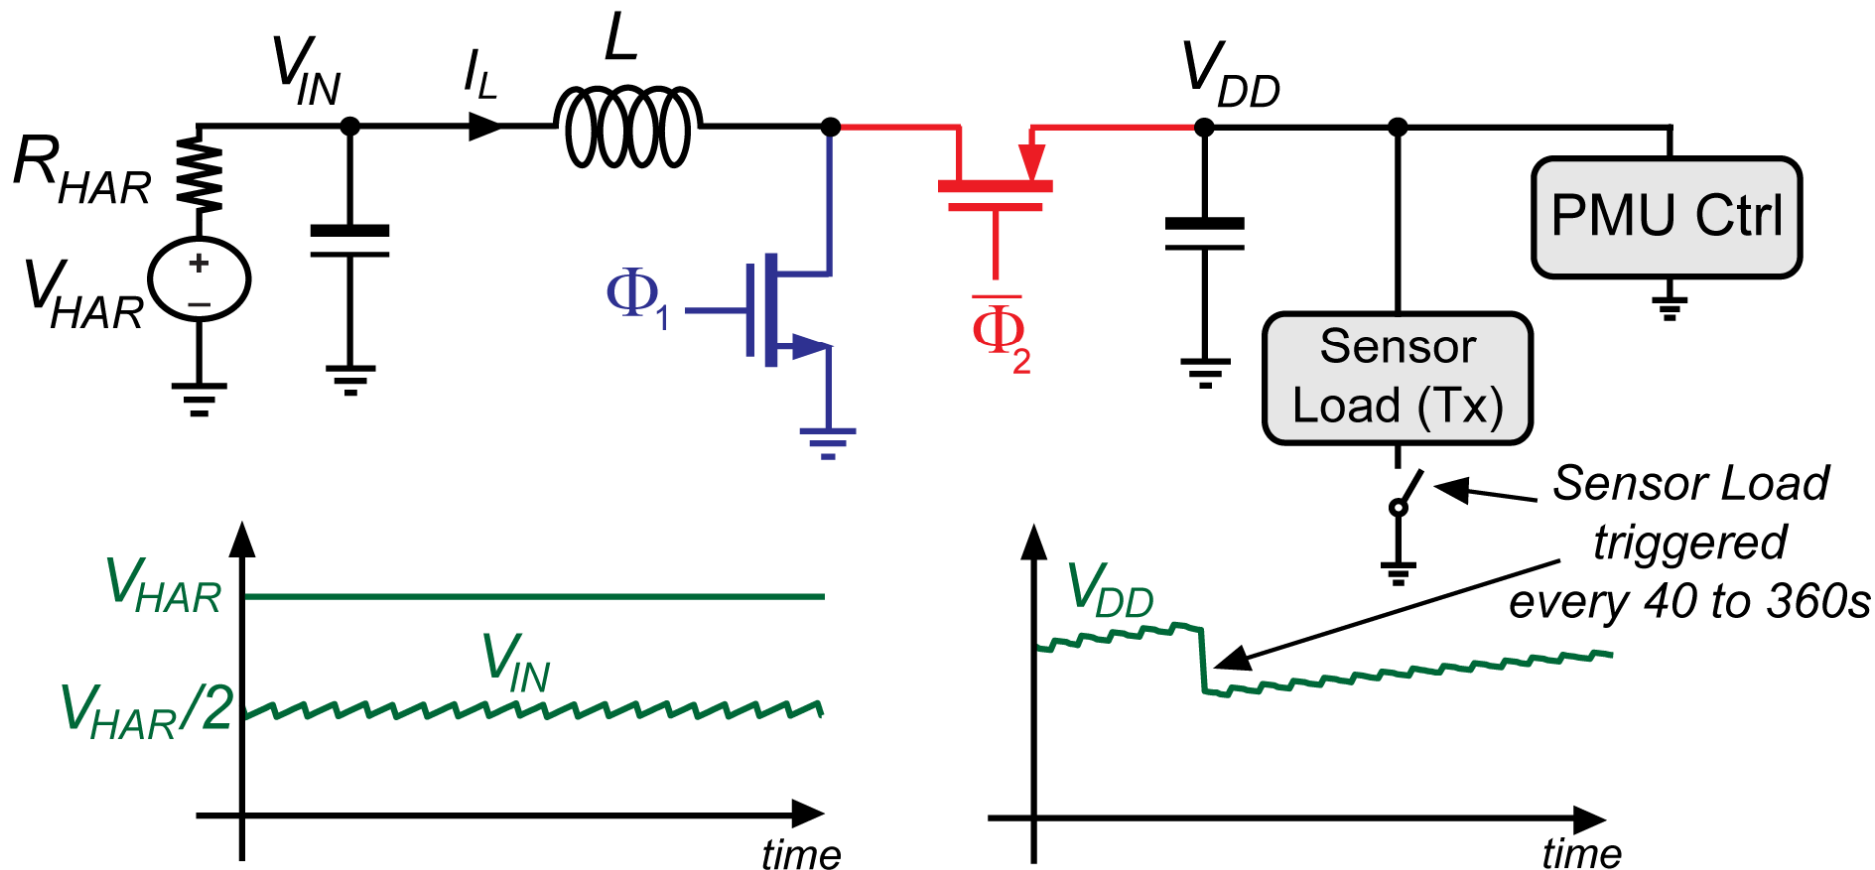 V_IN
I_L
L
V_DD
R_HAR
V_HAR
+
−
Φ_1
Φ̅_2
PMU Ctrl
Sensor
Load (Tx)
Sensor Load
triggered
every 40 to 360s
V_HAR
V_IN
V_HAR/2
time
V_DD
time